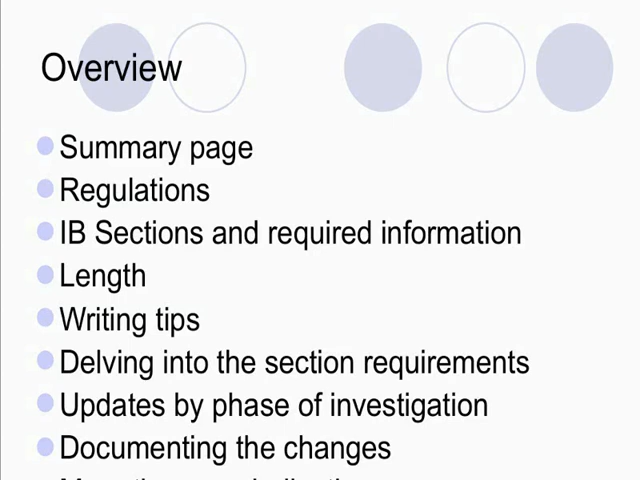 Overview
Summary page
Regulations
IB Sections and required information
Length
Writing tips
Delving into the section requirements
Updates by phase of investigation
Documenting the changes